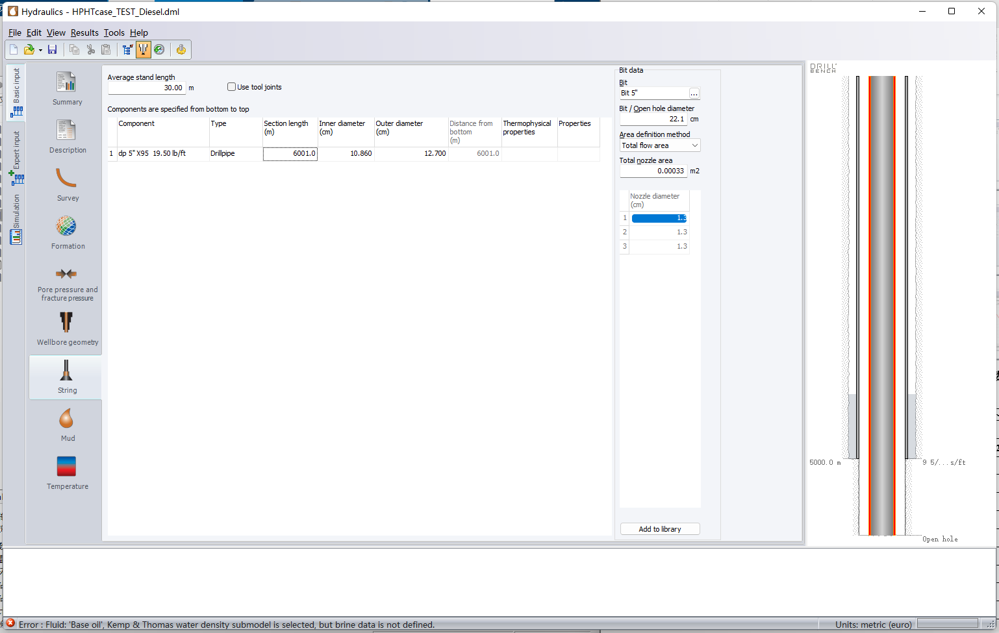 Hydraulics - HPHTcase_TEST_Diesel.dml
File Edit View Results Tools Help
Basic input
Expert input
Simulation
Summary
Description
Survey
Formation
Pore pressure and
fracture pressure
Wellbore geometry
String
Mud
Temperature
Average stand length
30.00 m
Use tool joints
Components are specified from bottom to top
Component Type Section length (m) Inner diameter (cm) Outer diameter (cm) Distance from bottom (m) Thermophysical properties Properties
1 dp 5" X95 19.50 lb/ft Drillpipe 6001.0 10.860 12.700 6001.0
Bit data
Bit
Bit 5" ...
Bit / Open hole diameter
22.1 cm
Area definition method
Total flow area
Total nozzle area
0.00033 m2
Nozzle diameter
(cm)
1 1.3
2 1.3
3 1.3
Add to library
DRILL
BENCH
5000.0 m
9 5/...s/ft
Open hole
Error : Fluid: 'Base oil', Kemp & Thomas water density submodel is selected, but brine data is not defined.
Units: metric (euro)